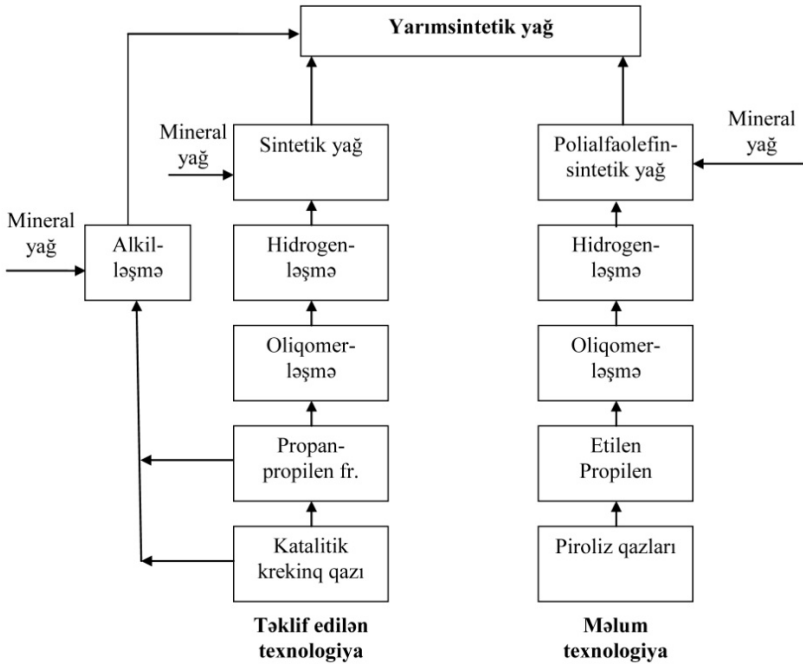 Yarımsintetik yağ
Mineral
yağ
Sintetik yağ
Polialfaolefin-
sintetik yağ
Mineral
yağ
Mineral
yağ
Alkil-
ləşmə
Hidrogen-
ləşmə
Hidrogen-
ləşmə
Oliqomer-
ləşmə
Oliqomer-
ləşmə
Propan-
propilen fr.
Etilen
Propilen
Katalitik
krekinq qazı
Piroliz qazları
Təklif edilən
texnologiya
Məlum
texnologiya